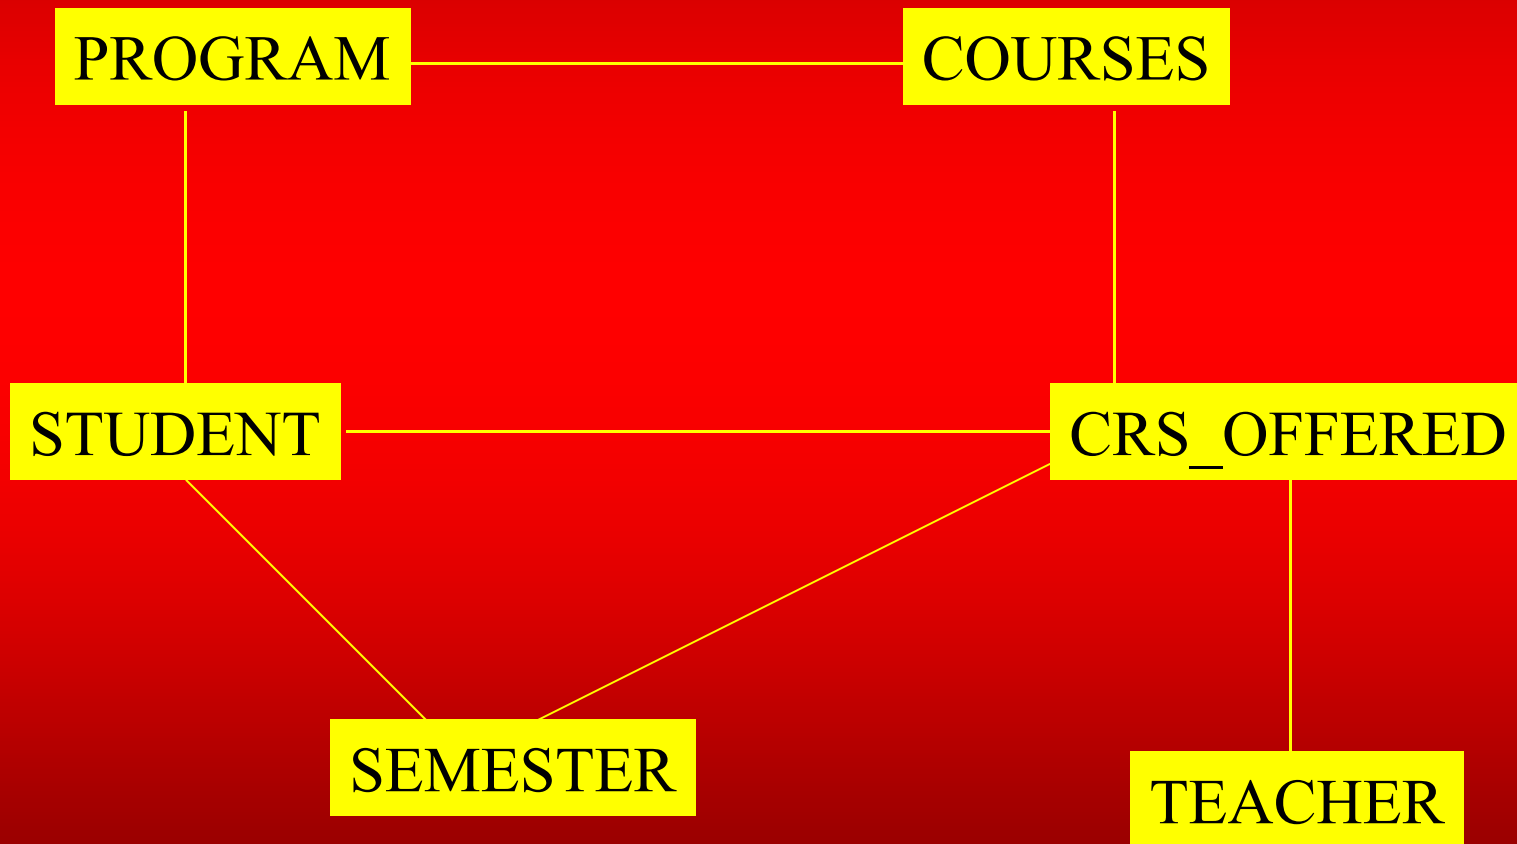 PROGRAM
COURSES
STUDENT
CRS_OFFERED
SEMESTER
TEACHER